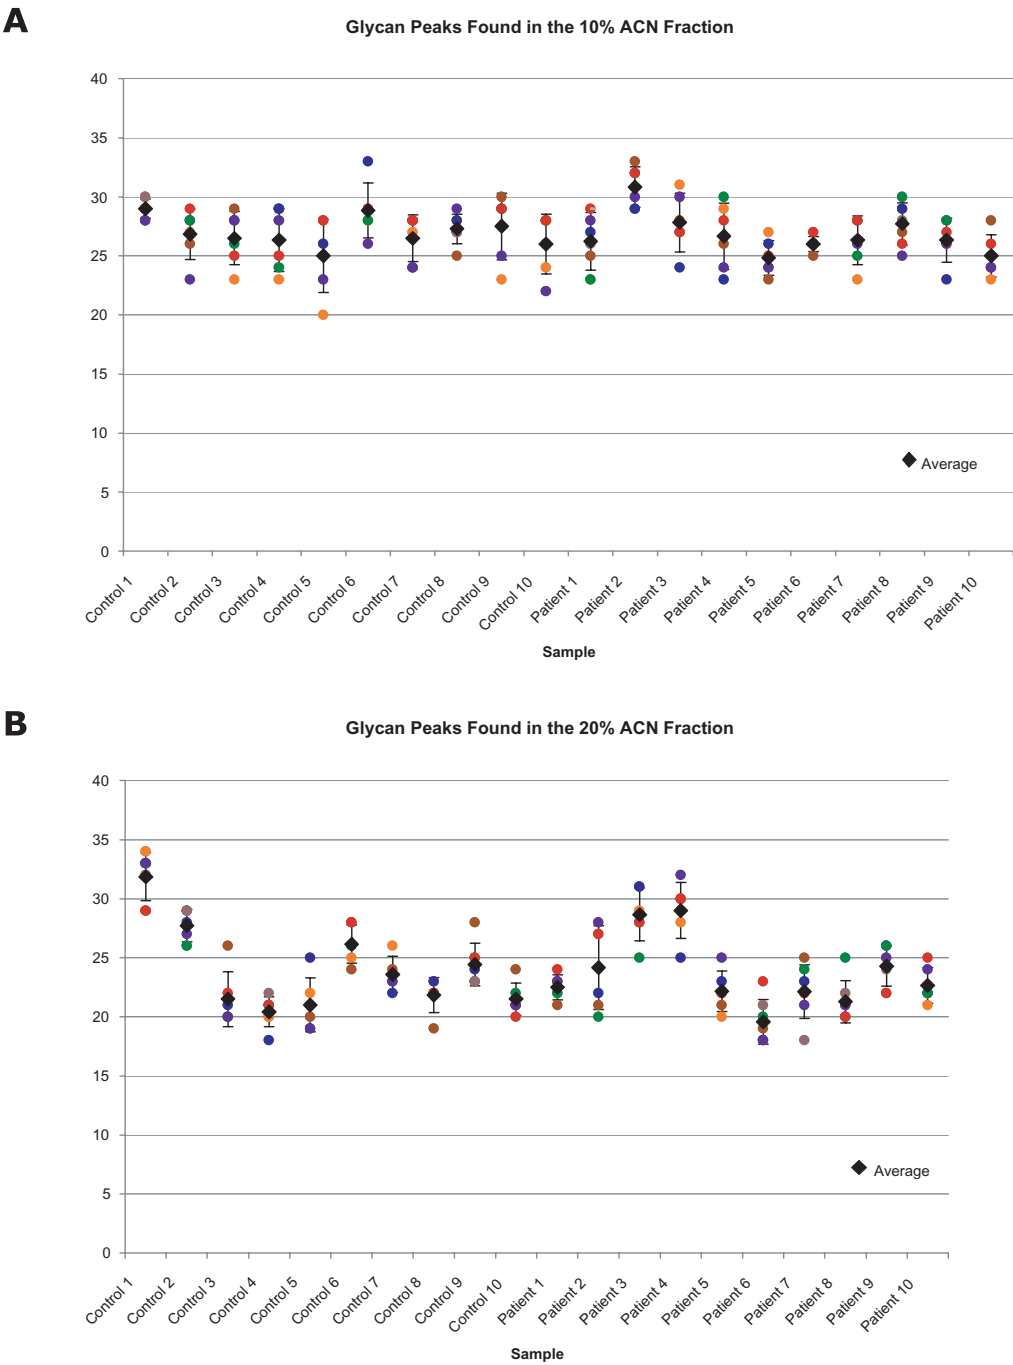 A
Glycan Peaks Found in the 10% ACN Fraction
40
35
30
25
20
15
10
5
0
Average
Control 1
Control 2
Control 3
Control 4
Control 5
Control 6
Control 7
Control 8
Control 9
Control 10
Patient 1
Patient 2
Patient 3
Patient 4
Patient 5
Patient 6
Patient 7
Patient 8
Patient 9
Patient 10
Sample
B
Glycan Peaks Found in the 20% ACN Fraction
40
35
30
25
20
15
10
5
0
Average
Control 1
Control 2
Control 3
Control 4
Control 5
Control 6
Control 7
Control 8
Control 9
Control 10
Patient 1
Patient 2
Patient 3
Patient 4
Patient 5
Patient 6
Patient 7
Patient 8
Patient 9
Patient 10
Sample